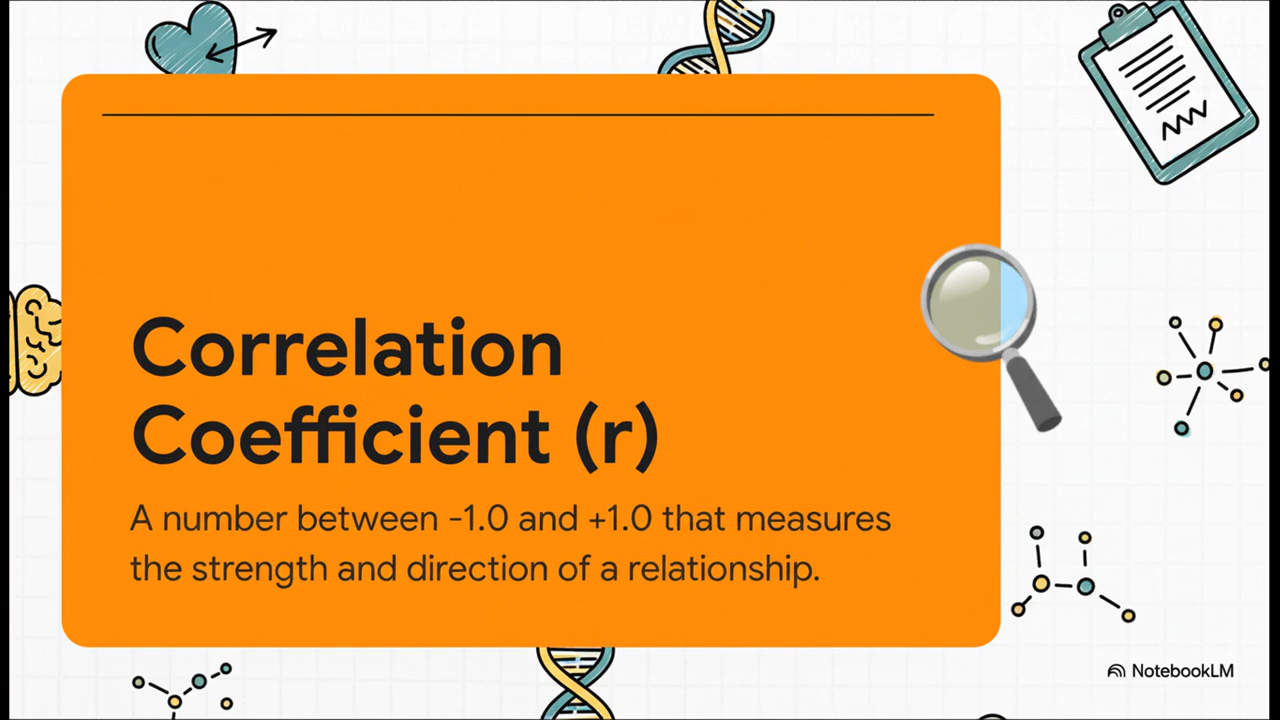 Correlation
Coefficient (r)
A number between -1.0 and +1.0 that measures
the strength and direction of a relationship.
NotebookLM